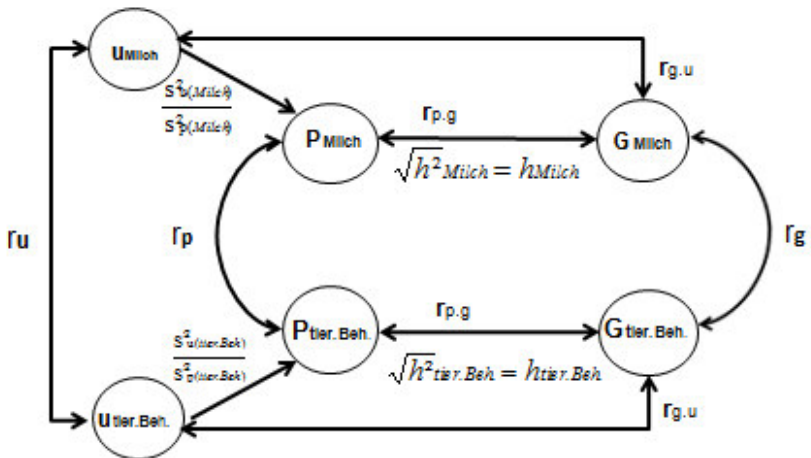 uMilch
rg.u
s²u(Milch)
s²p(Milch)
rp.g
PMilch
GMilch
√h²Milch = hMilch
ru
rp
rg
rp.g
s²u(tier.Beh)
s²p(tier.Beh)
Ptier.Beh.
Gtier.Beh.
√h²tier.Beh. = htier.Beh.
rg.u
utier.Beh.